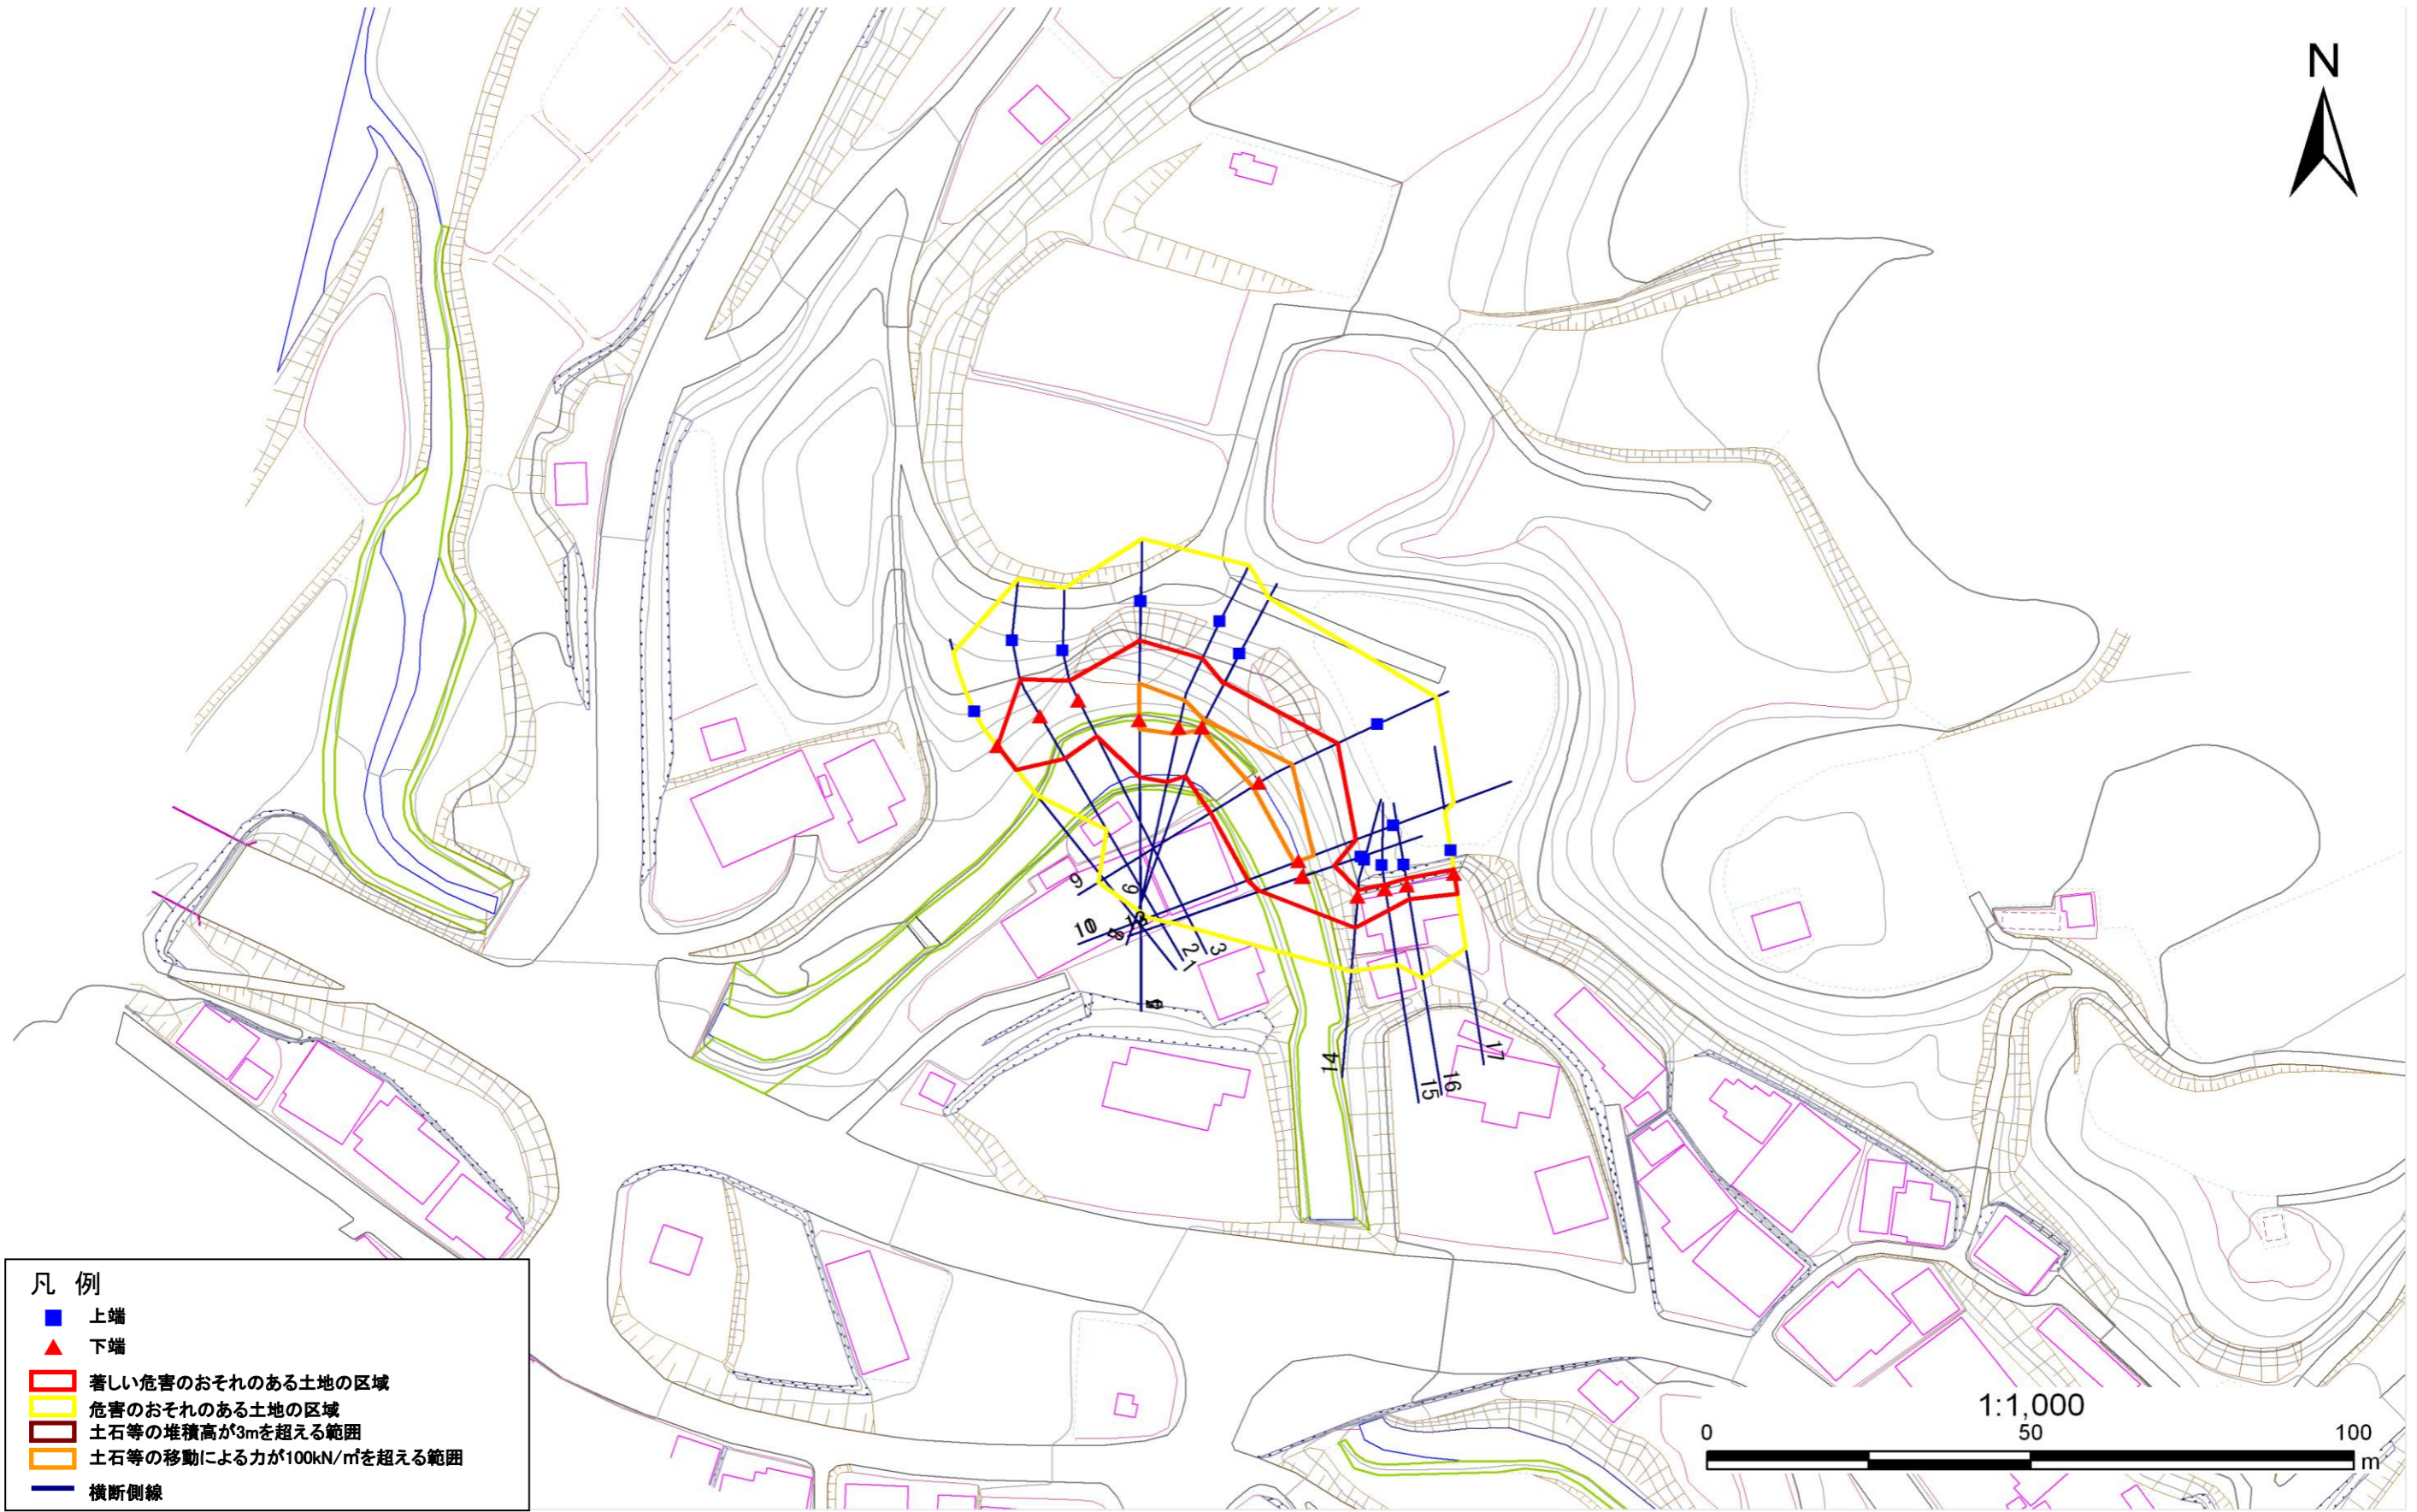 N
9
6
10
13
8
2
1
3
14
15
16
17
凡 例
上端
下端
著しい危害のおそれのある土地の区域
危害のおそれのある土地の区域
土石等の堆積高が3mを超える範囲
土石等の移動による力が100kN/㎡を超える範囲
横断側線
1:1,000
0 50 100
m